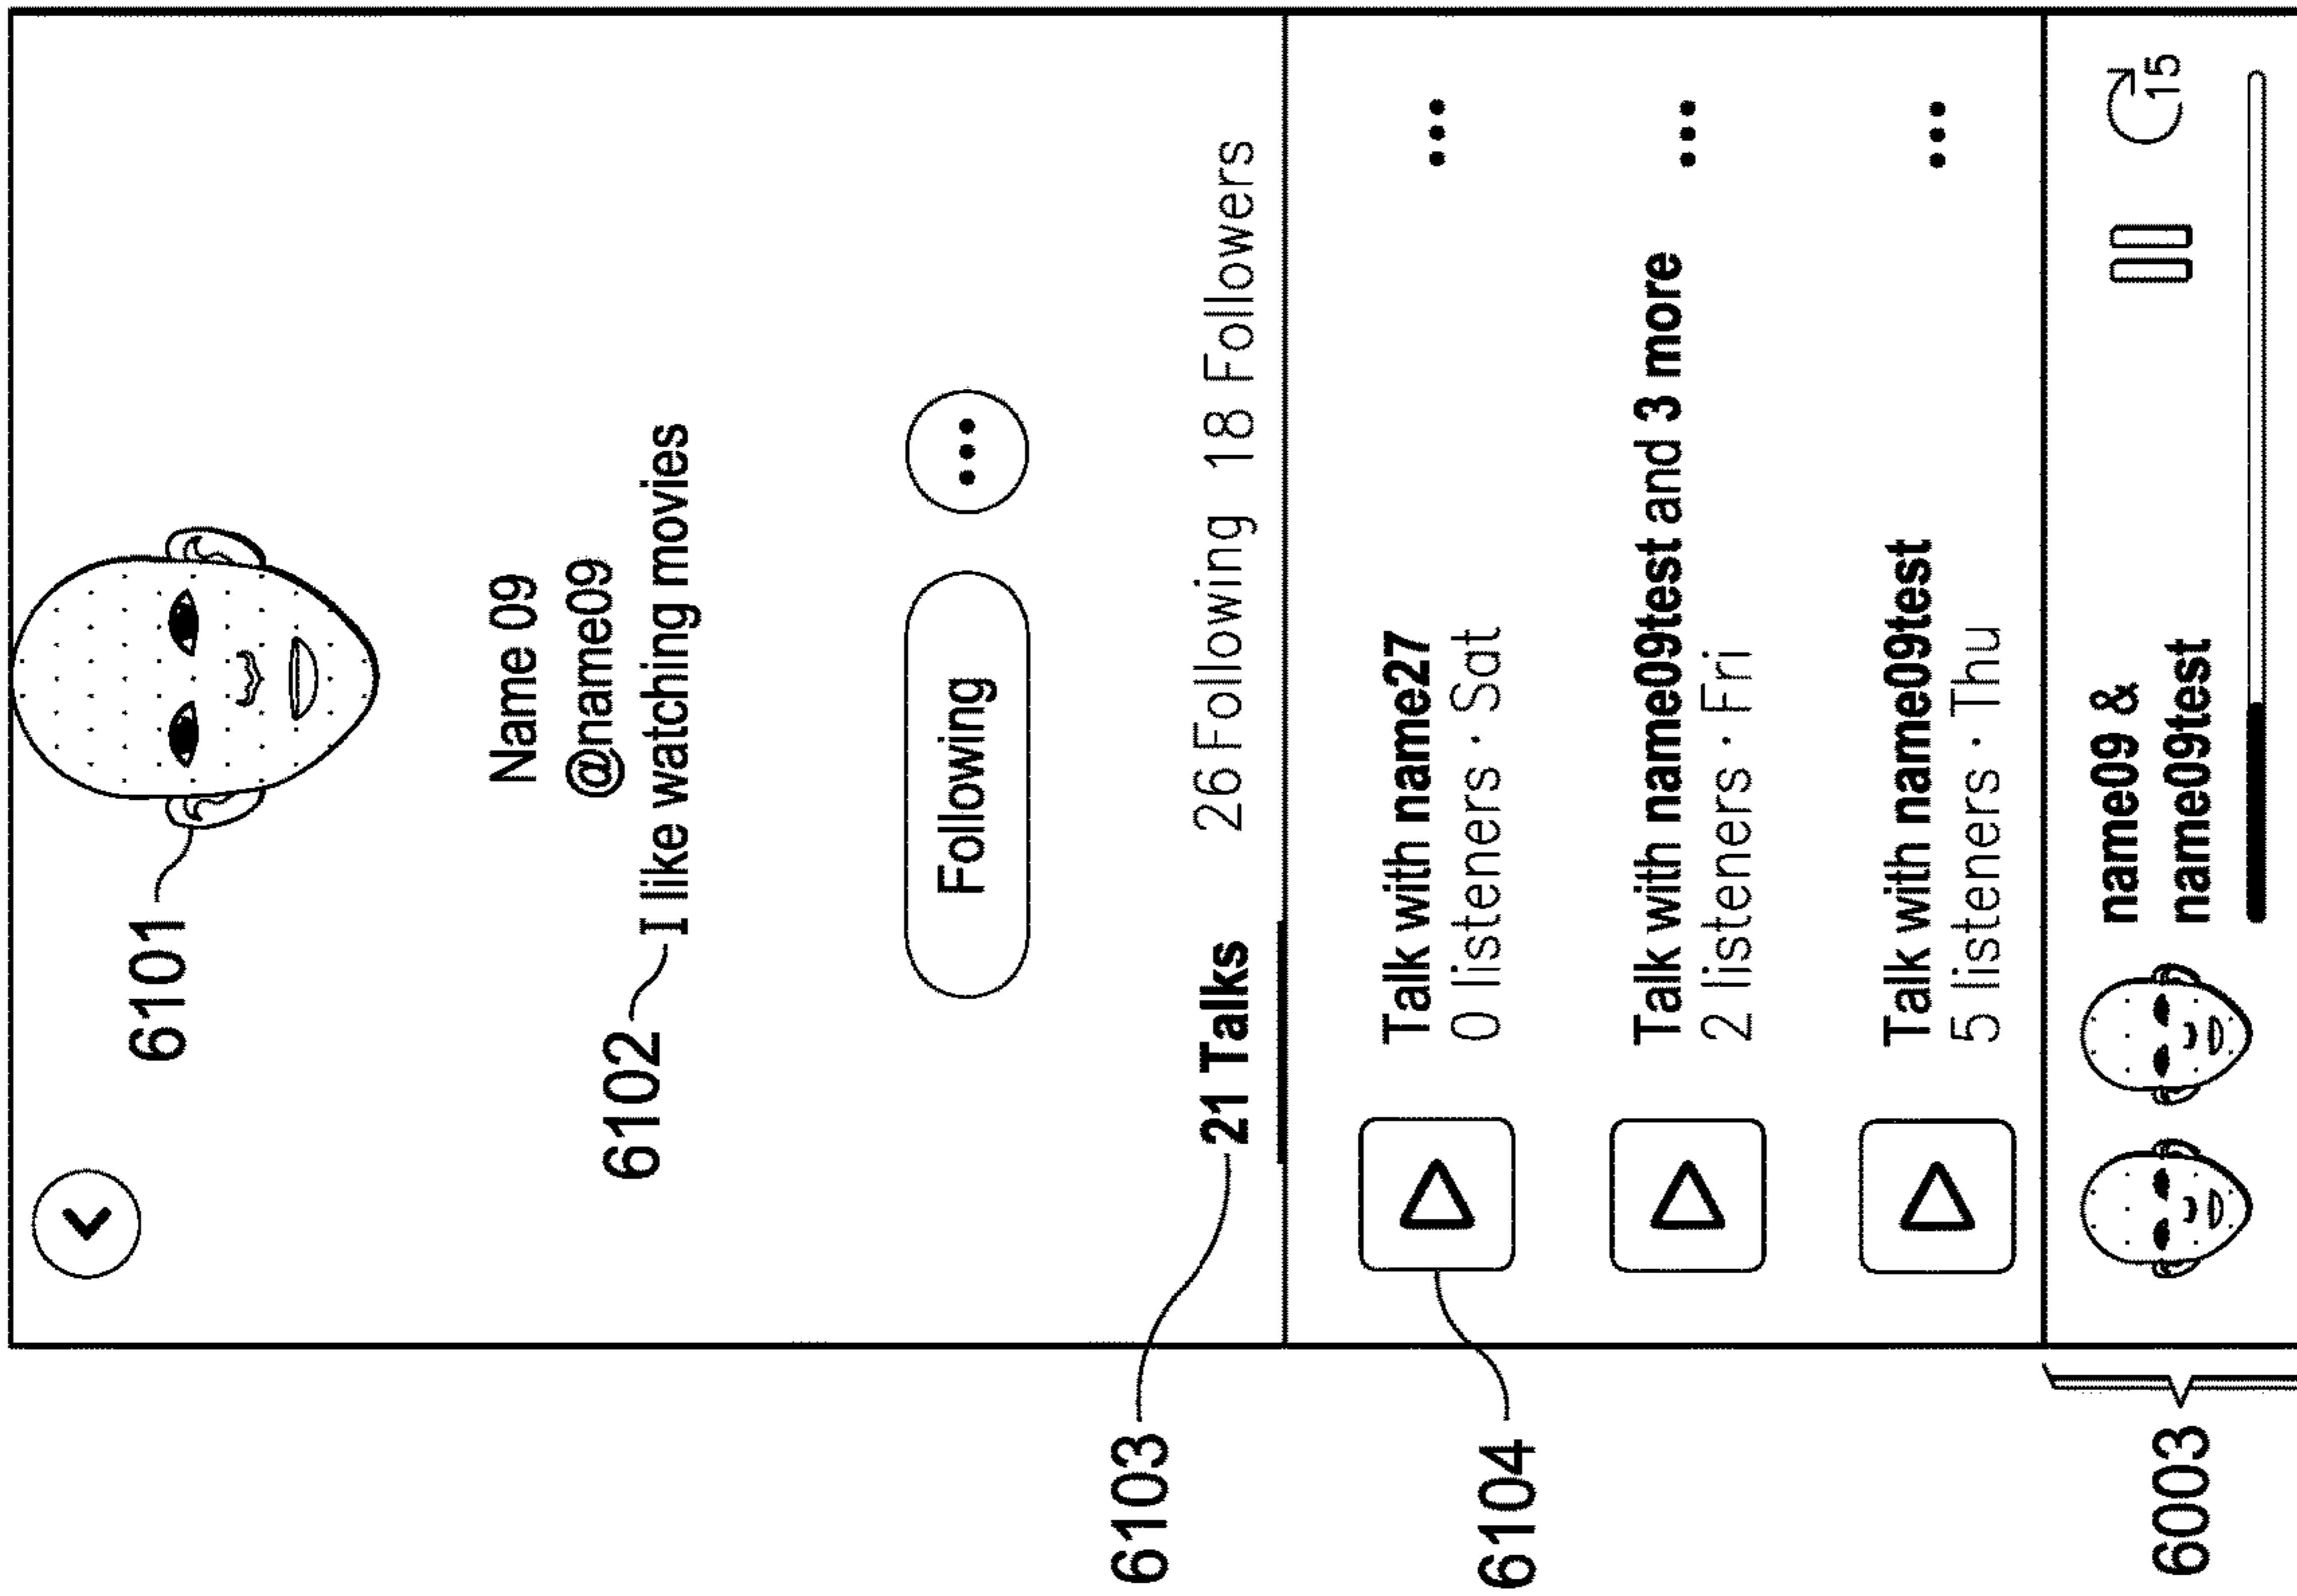 6101
Name 09
@name09
6102
I like watching movies
Following
6103
21 Talks 26 Following 18 Followers
6104
Talk with name27
0 listeners · Sat
Talk with name09test and 3 more
2 listeners · Fri
Talk with name09test
5 listeners · Thu
6003
name09 &
name09test
15